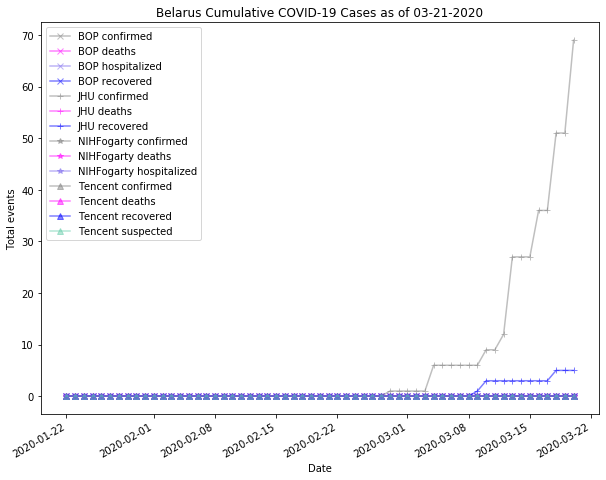 Belarus Cumulative COVID-19 Cases as of 03-21-2020
BOP confirmed
BOP deaths
BOP hospitalized
BOP recovered
JHU confirmed
JHU deaths
JHU recovered
NIHFogarty confirmed
NIHFogarty deaths
NIHFogarty hospitalized
Tencent confirmed
Tencent deaths
Tencent recovered
Tencent suspected
Total events
70
60
50
40
30
20
10
0
2020-01-22
2020-02-01
2020-02-08
2020-02-15
2020-02-22
2020-03-01
2020-03-08
2020-03-15
2020-03-22
Date